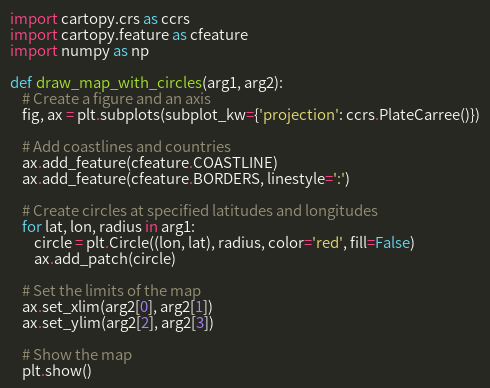 import cartopy.crs as ccrs
import cartopy.feature as cfeature
import numpy as np

def draw_map_with_circles(arg1, arg2):
    # Create a figure and an axis
    fig, ax = plt.subplots(subplot_kw={'projection': ccrs.PlateCarree()})

    # Add coastlines and countries
    ax.add_feature(cfeature.COASTLINE)
    ax.add_feature(cfeature.BORDERS, linestyle=':')

    # Create circles at specified latitudes and longitudes
    for lat, lon, radius in arg1:
        circle = plt.Circle((lon, lat), radius, color='red', fill=False)
        ax.add_patch(circle)

    # Set the limits of the map
    ax.set_xlim(arg2[0], arg2[1])
    ax.set_ylim(arg2[2], arg2[3])

    # Show the map
    plt.show()